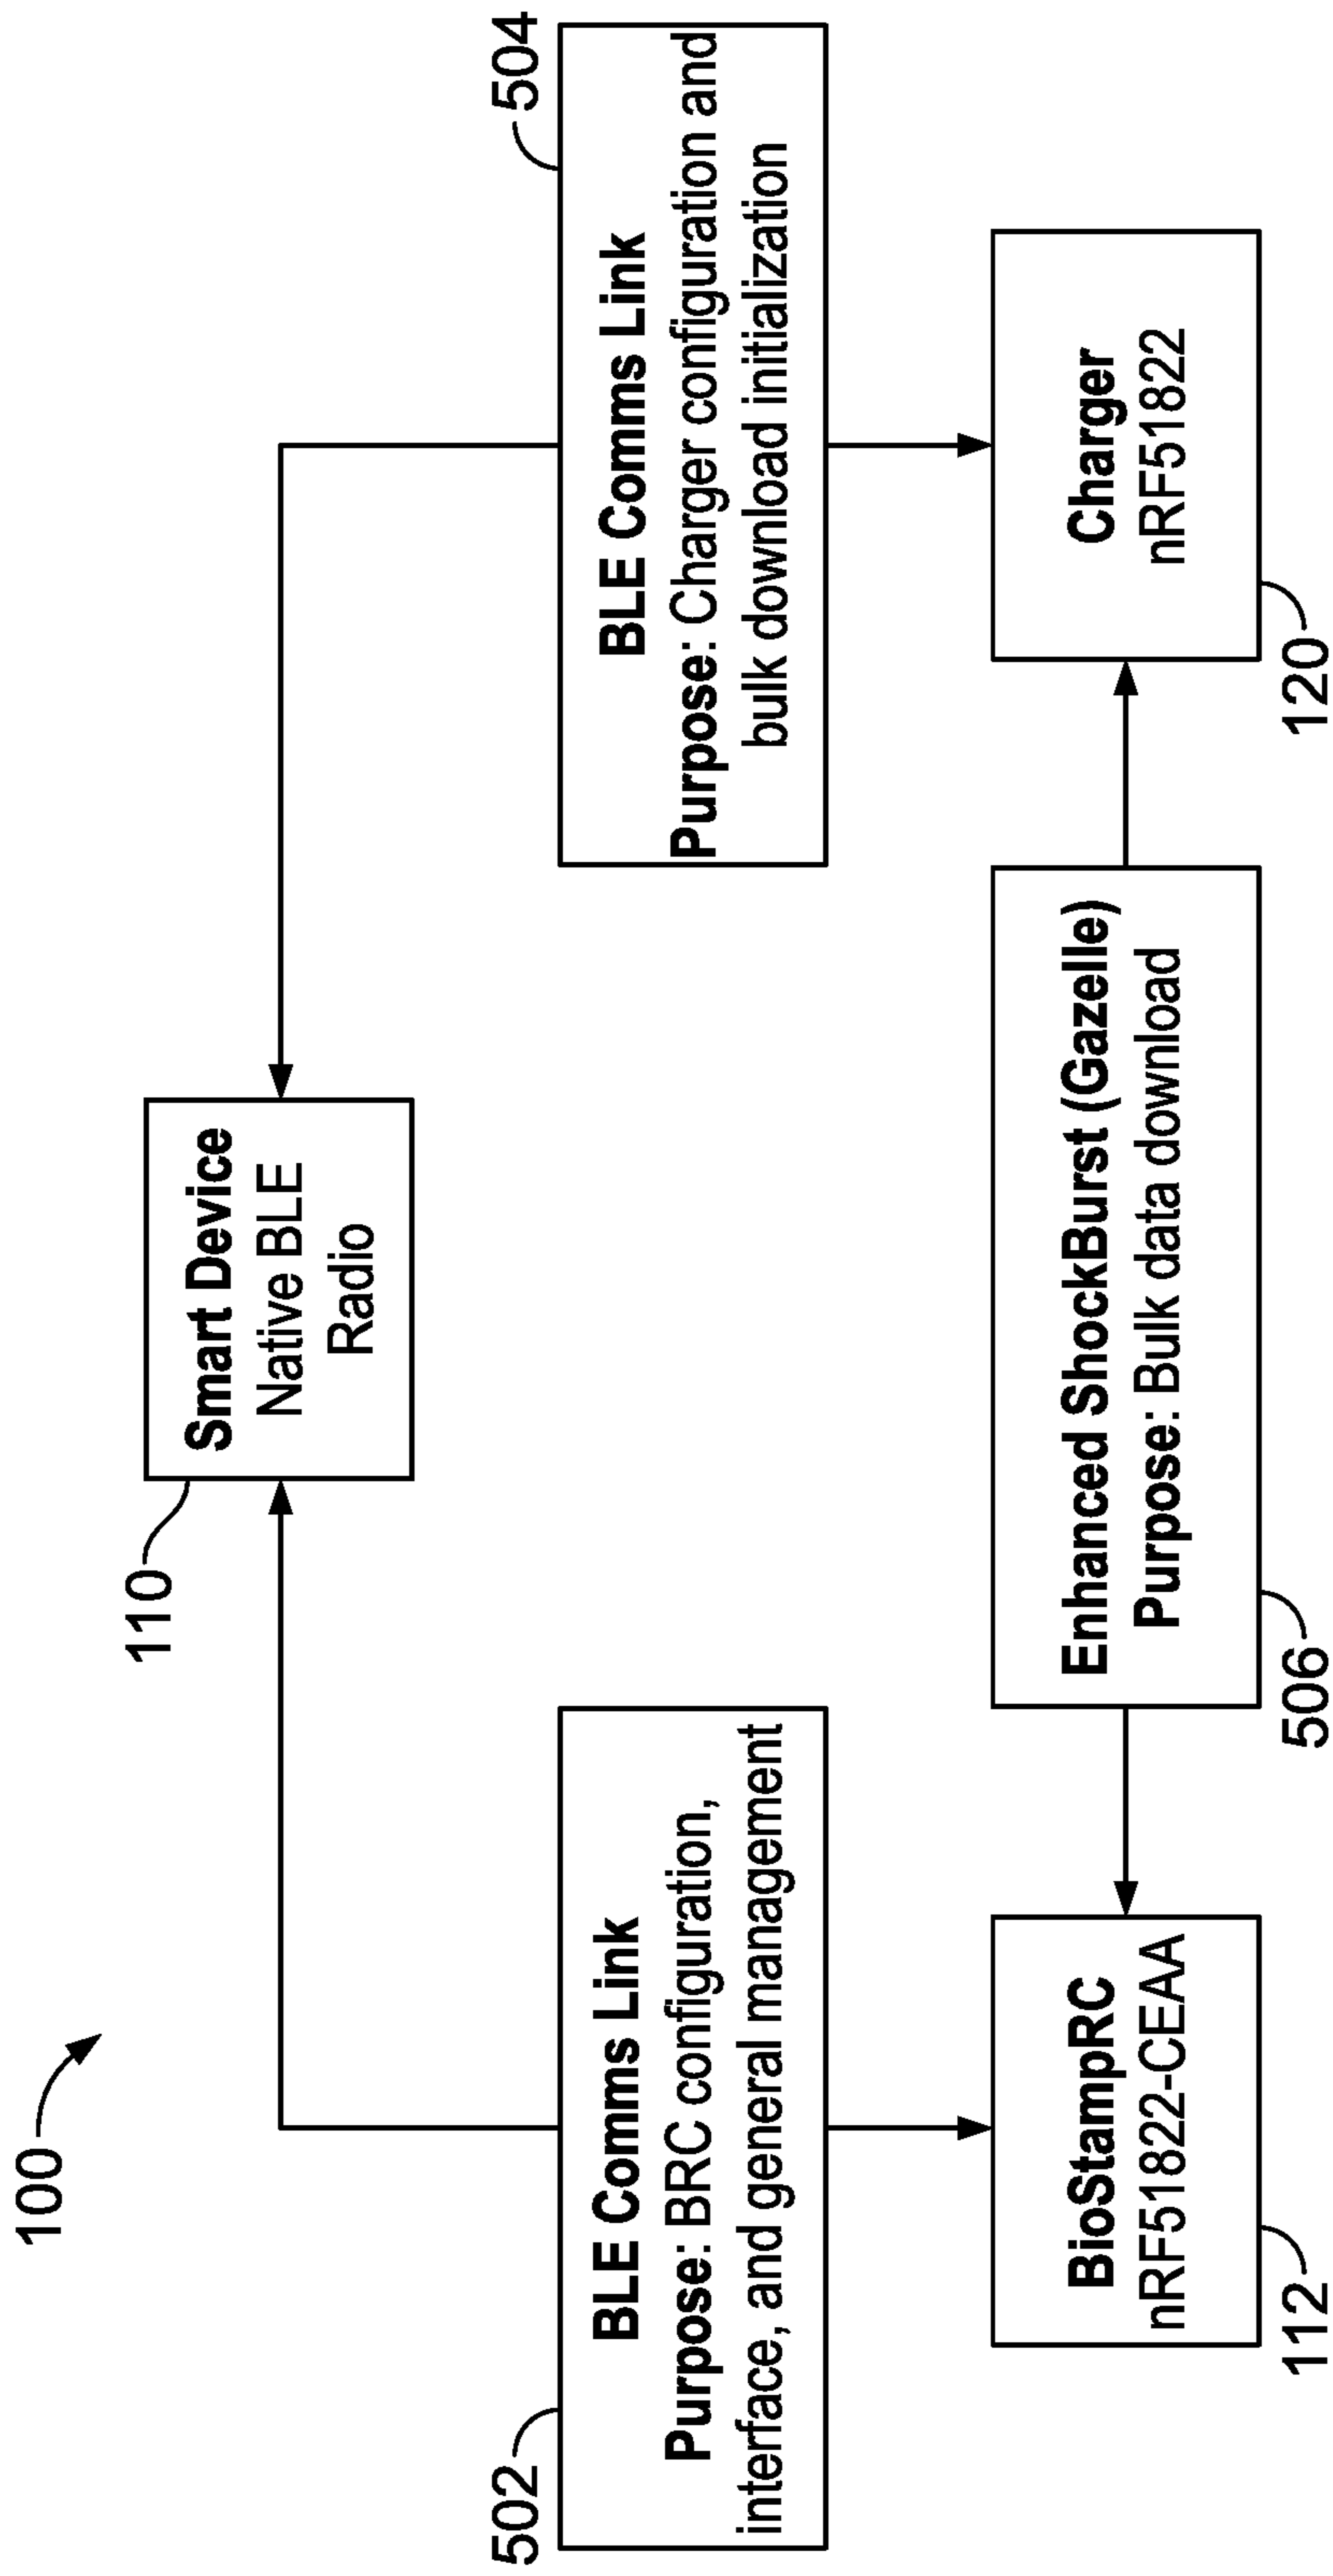 100
110
Smart Device
Native BLE
Radio
502
BLE Comms Link
Purpose: BRC configuration,
interface, and general management
504
BLE Comms Link
Purpose: Charger configuration and
bulk download initialization
BioStampRC
nRF51822-CEAA
112
Enhanced ShockBurst (Gazelle)
Purpose: Bulk data download
506
Charger
nRF51822
120